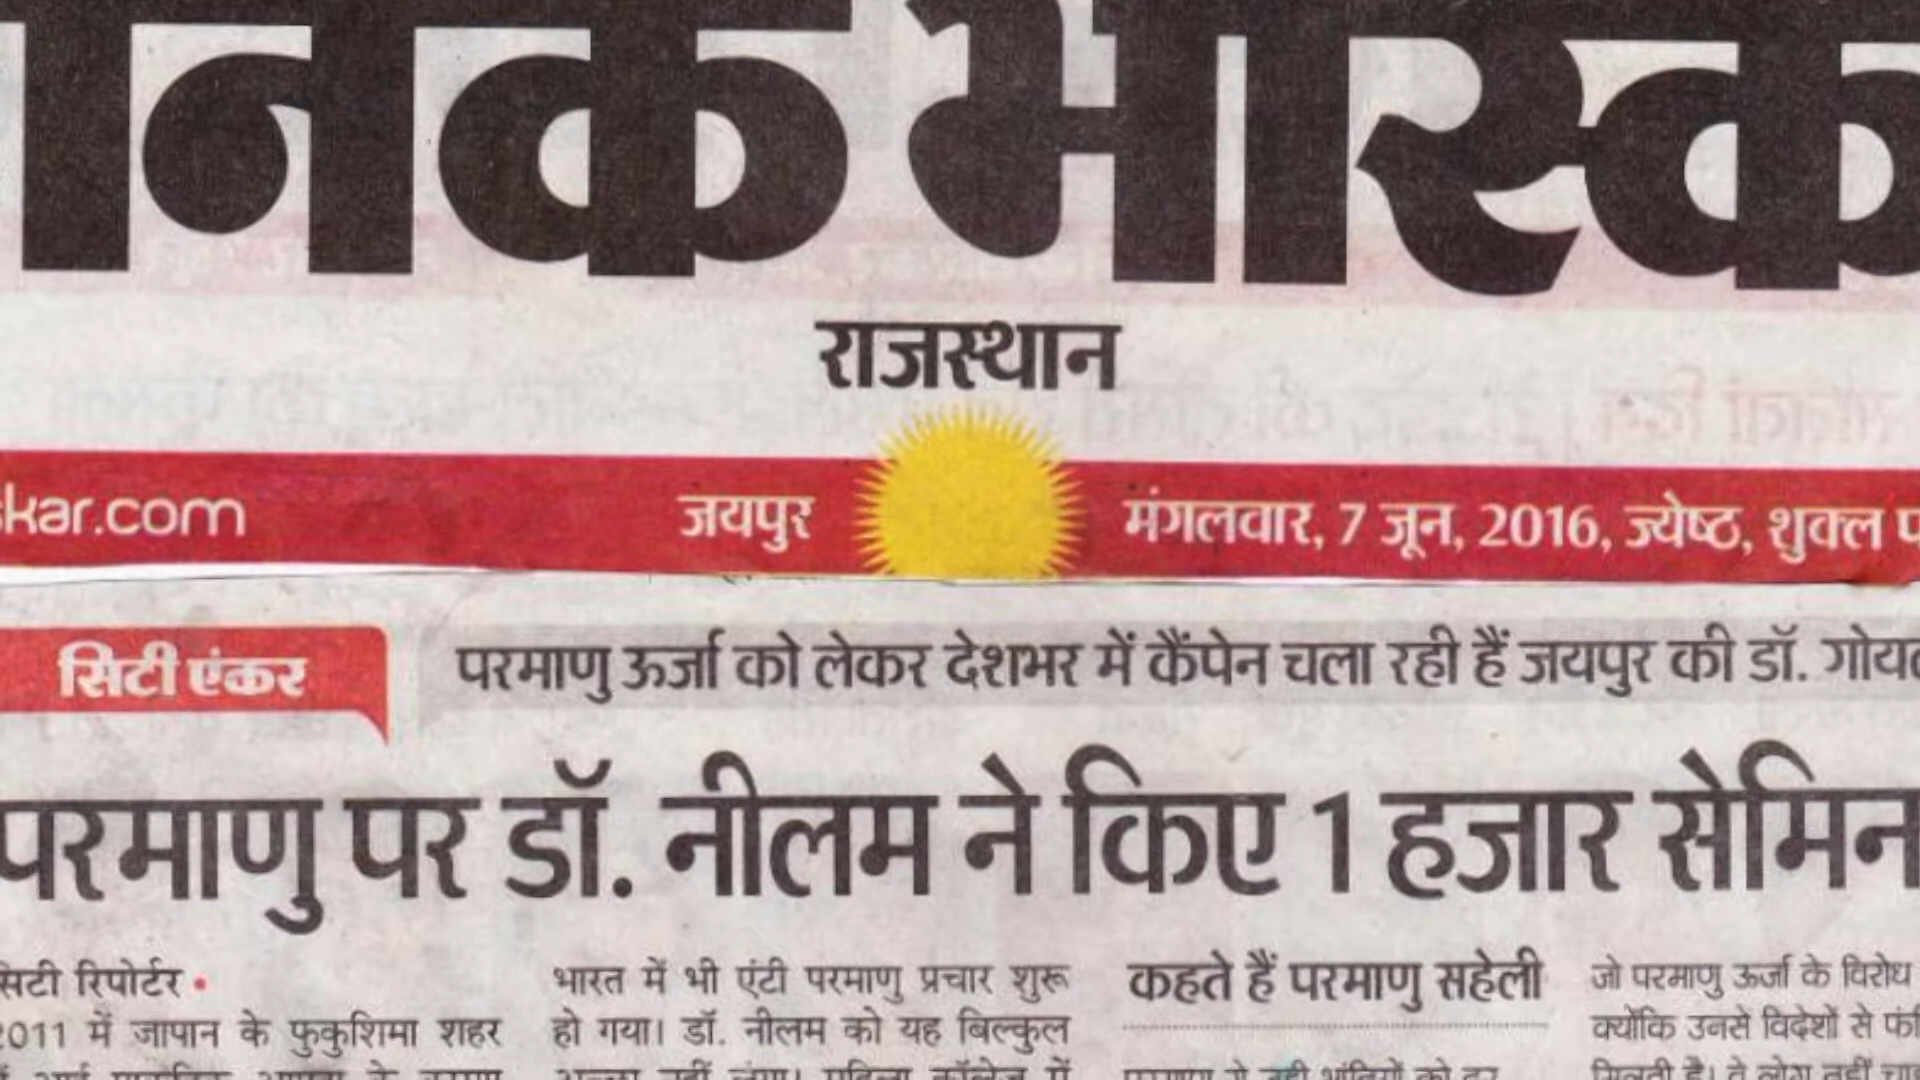 निक भास्क
राजस्थान
kar.com जयपुर मंगलवार, 7 जून, 2016, ज्येष्ठ, शुक्ल
सिटी एंकर
परमाणु ऊर्जा को लेकर देशभर में कैंपेन चला रही हैं जयपुर की डॉ. गोय
परमाणु पर डॉ. नीलम ने किए 1 हजार सेमिन
सिटी रिपोर्टर •
2011 में जापान के फुकुशिमा शहर
भारत में भी एंटी परमाणु प्रचार शुरू
हो गया। डॉ. नीलम को यह बिल्कुल
कहते हैं परमाणु सहेली
जो परमाणु ऊर्जा के विरोध
क्योंकि उनसे विदेशों से फं